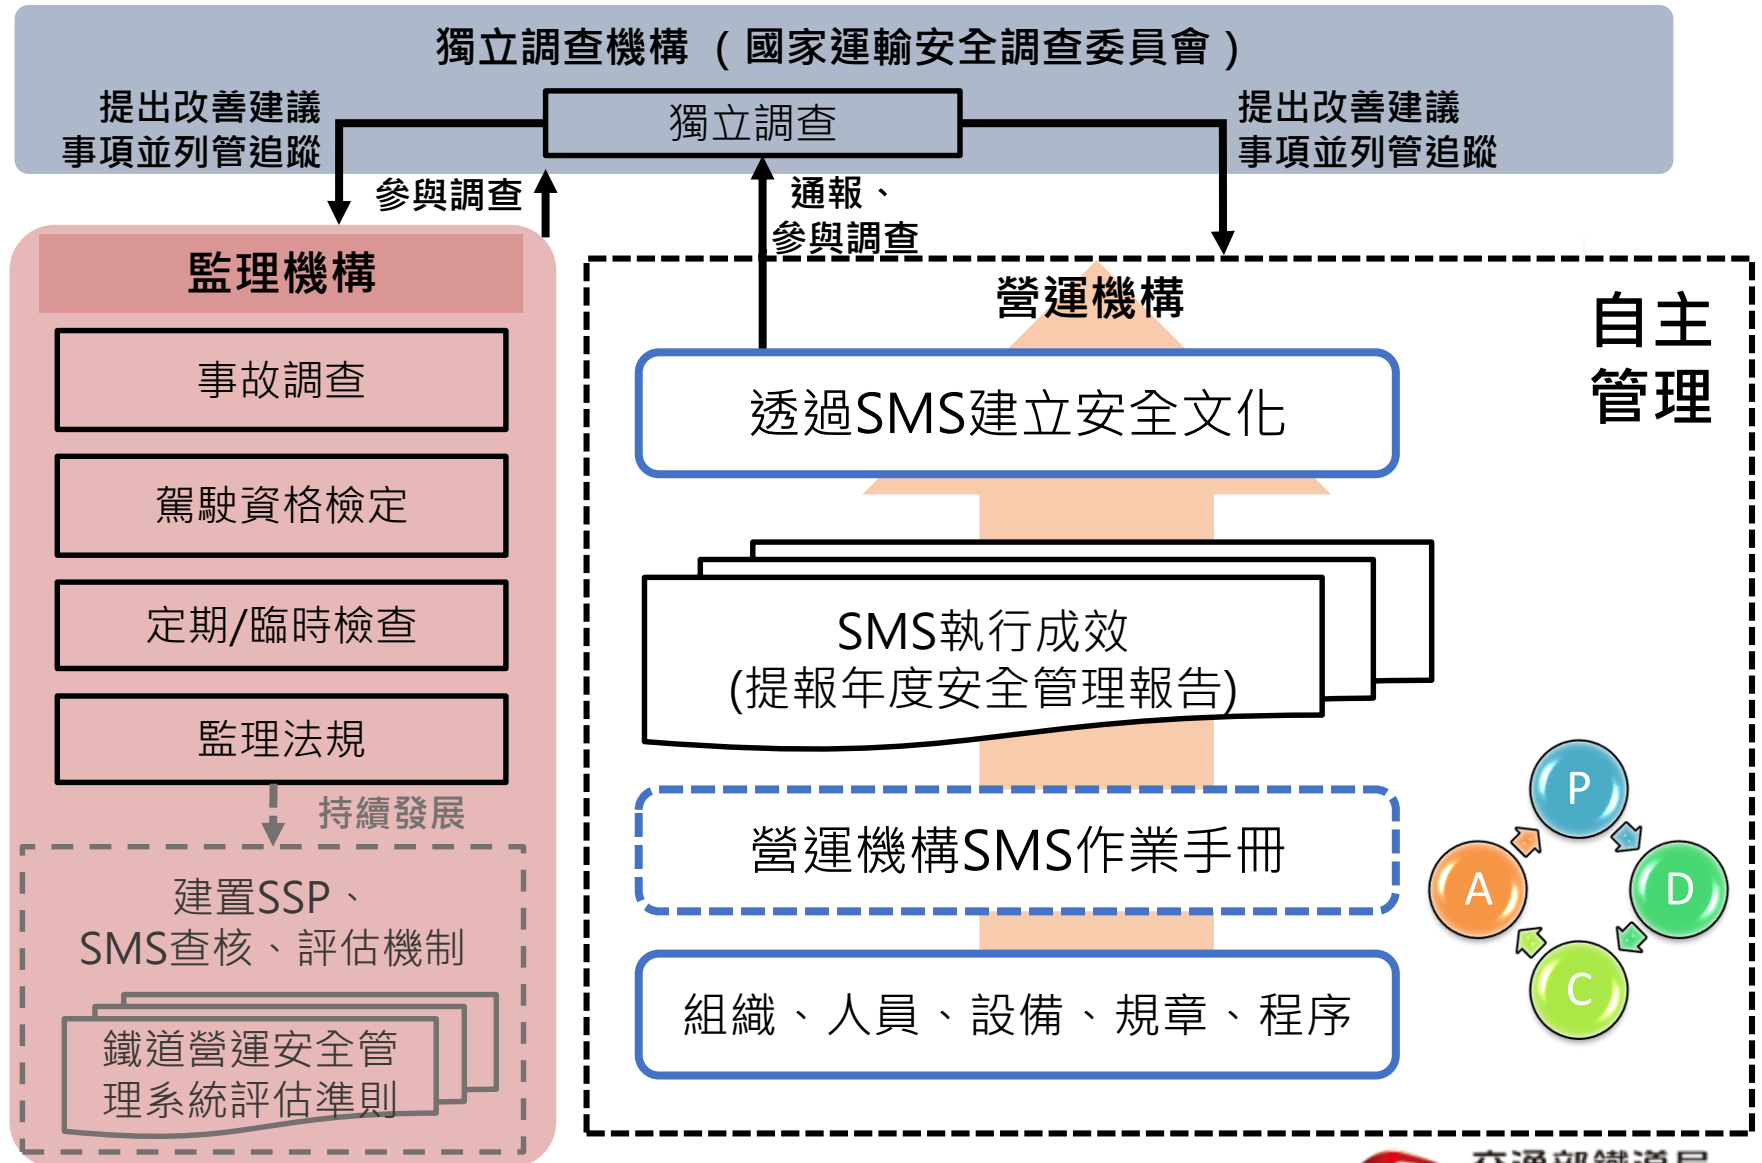 獨立調查機構 （國家運輸安全調查委員會）
提出改善建議
事項並列管追蹤
獨立調查
提出改善建議
事項並列管追蹤
參與調查
通報、
參與調查
監理機構
事故調查
駕駛資格檢定
定期/臨時檢查
監理法規
持續發展
建置SSP、
SMS查核、評估機制
鐵道營運安全管
理系統評估準則
營運機構
自主
管理
透過SMS建立安全文化
SMS執行成效
(提報年度安全管理報告)
營運機構SMS作業手冊
組織、人員、設備、規章、程序
P
D
C
A
交通部鐵道局